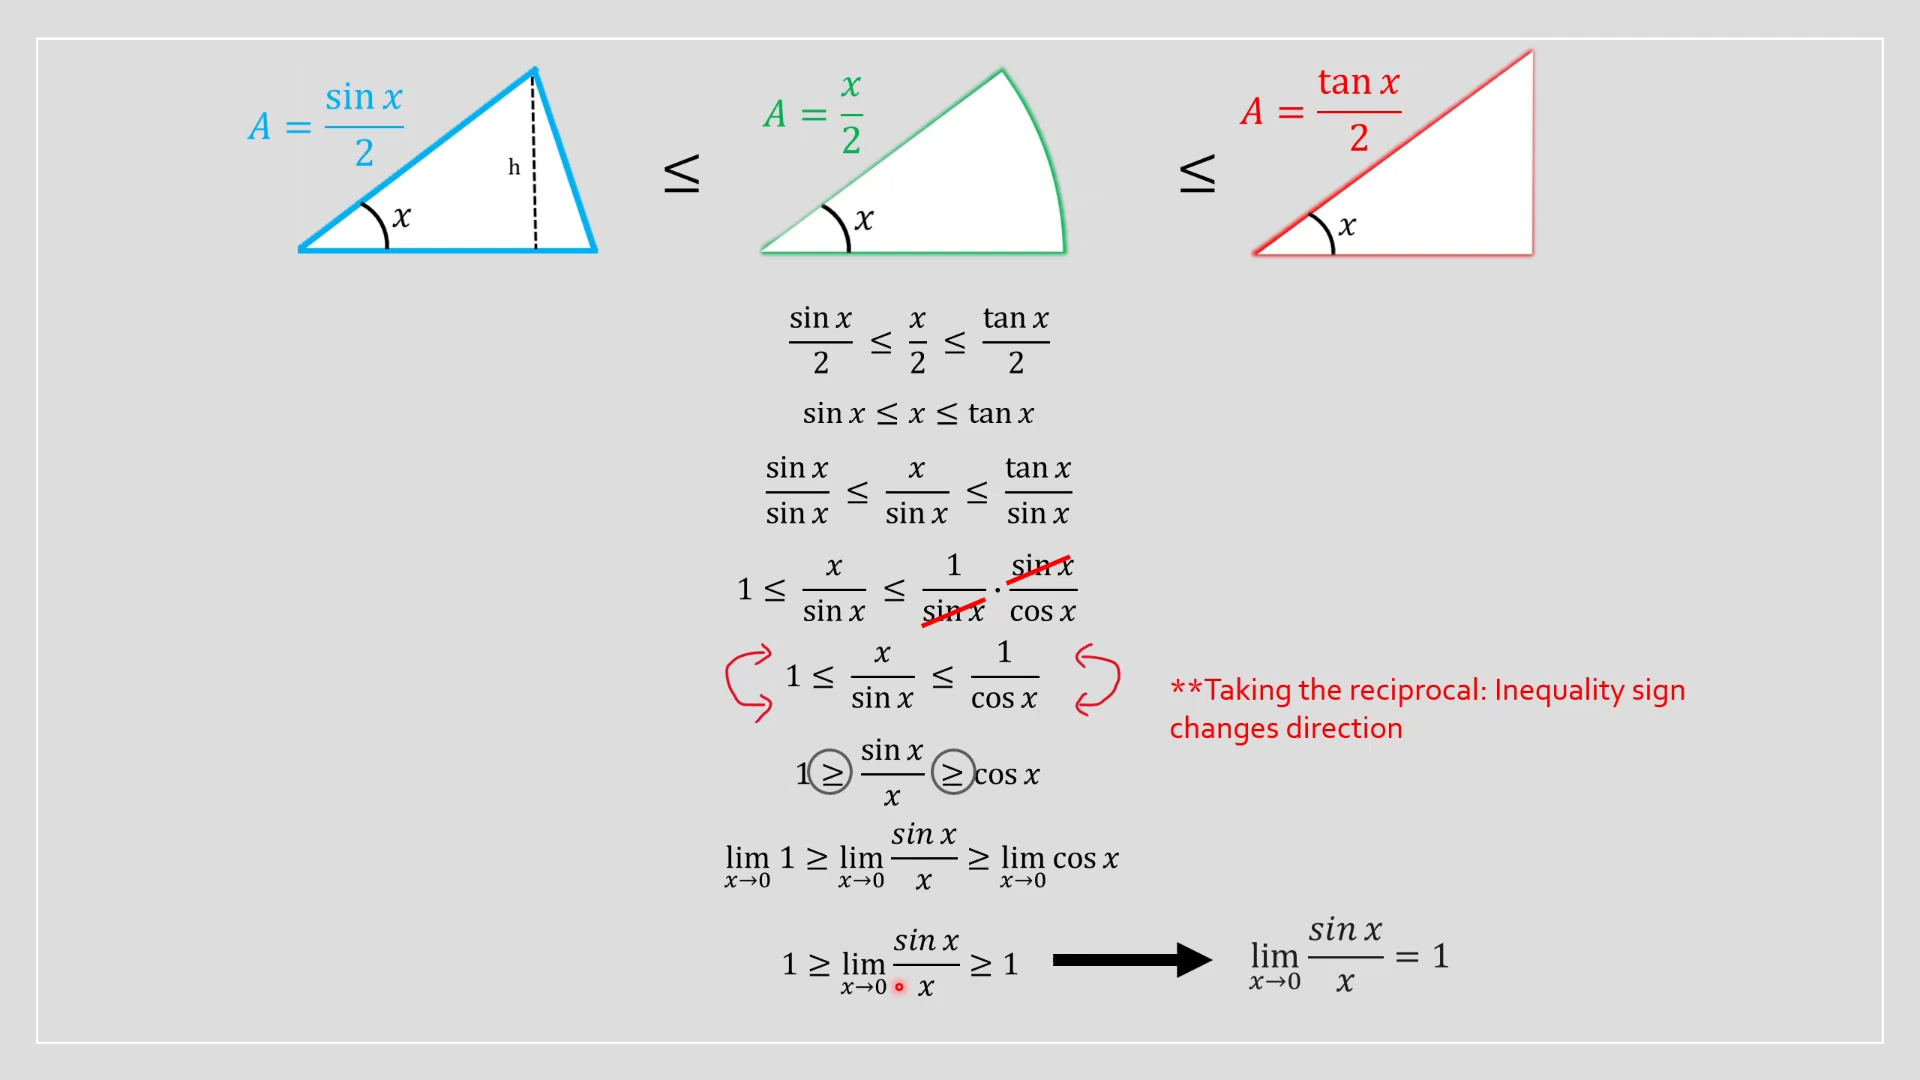 A = sin x / 2
h
x
≤
A = x / 2
x
≤
A = tan x / 2
x
sin x / 2 ≤ x / 2 ≤ tan x / 2
sin x ≤ x ≤ tan x
sin x / sin x ≤ x / sin x ≤ tan x / sin x
1 ≤ x / sin x ≤ 1 / sin x · sin x / cos x
1 ≤ x / sin x ≤ 1 / cos x
**Taking the reciprocal: Inequality sign
changes direction
1 ≥ sin x / x ≥ cos x
lim x→0 1 ≥ lim x→0 sin x / x ≥ lim x→0 cos x
1 ≥ lim x→0 sin x / x ≥ 1
lim x→0 sin x / x = 1